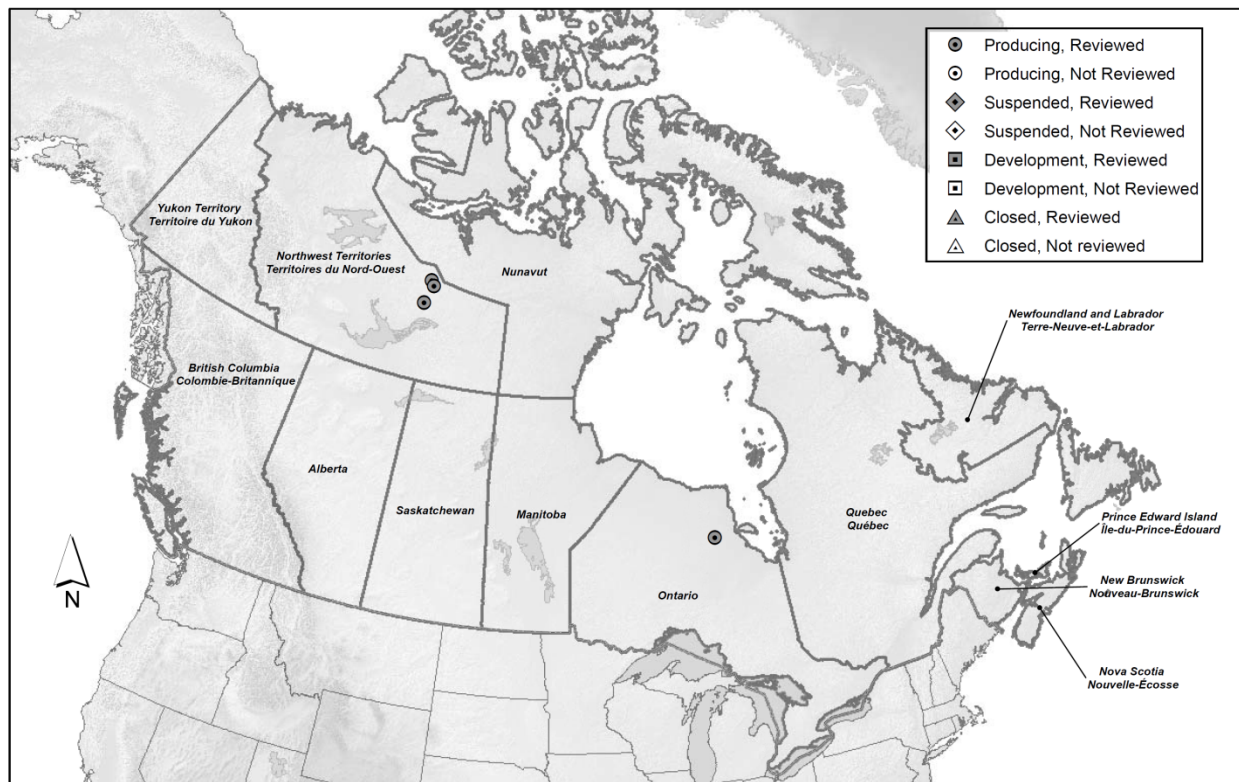 Producing, Reviewed
Producing, Not Reviewed
Suspended, Reviewed
Suspended, Not Reviewed
Development, Reviewed
Development, Not Reviewed
Closed, Reviewed
Closed, Not reviewed
Yukon Territory
Territoire du Yukon
Northwest Territories
Territoires du Nord-Ouest
Nunavut
Newfoundland and Labrador
Terre-Neuve-et-Labrador
British Columbia
Colombie-Britannique
Alberta
Saskatchewan
Manitoba
Ontario
Quebec
Québec
Prince Edward Island
Île-du-Prince-Édouard
New Brunswick
Nouveau-Brunswick
Nova Scotia
Nouvelle-Écosse
N